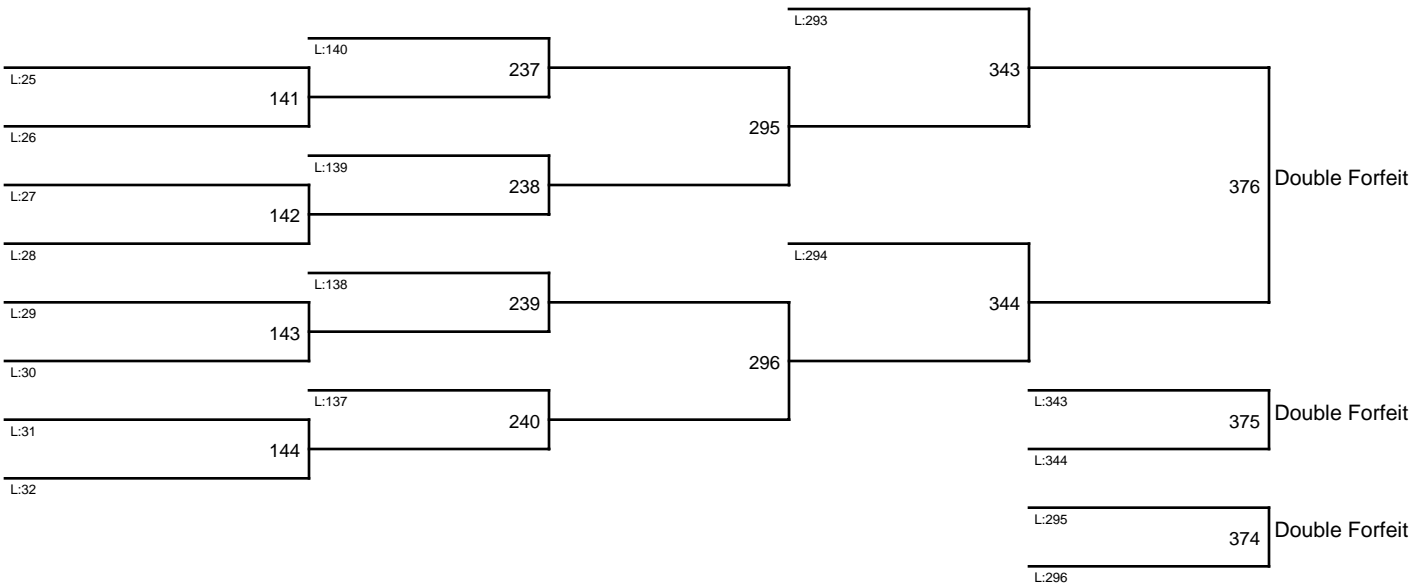 L:293
L:140
237
343
L:25
141
L:26
295
L:139
238
L:27
142
376
Double Forfeit
L:28
L:294
L:138
239
344
L:29
143
L:30
296
L:137
240
L:343
375
Double Forfeit
L:31
144
L:344
L:32
L:295
374
Double Forfeit
L:296